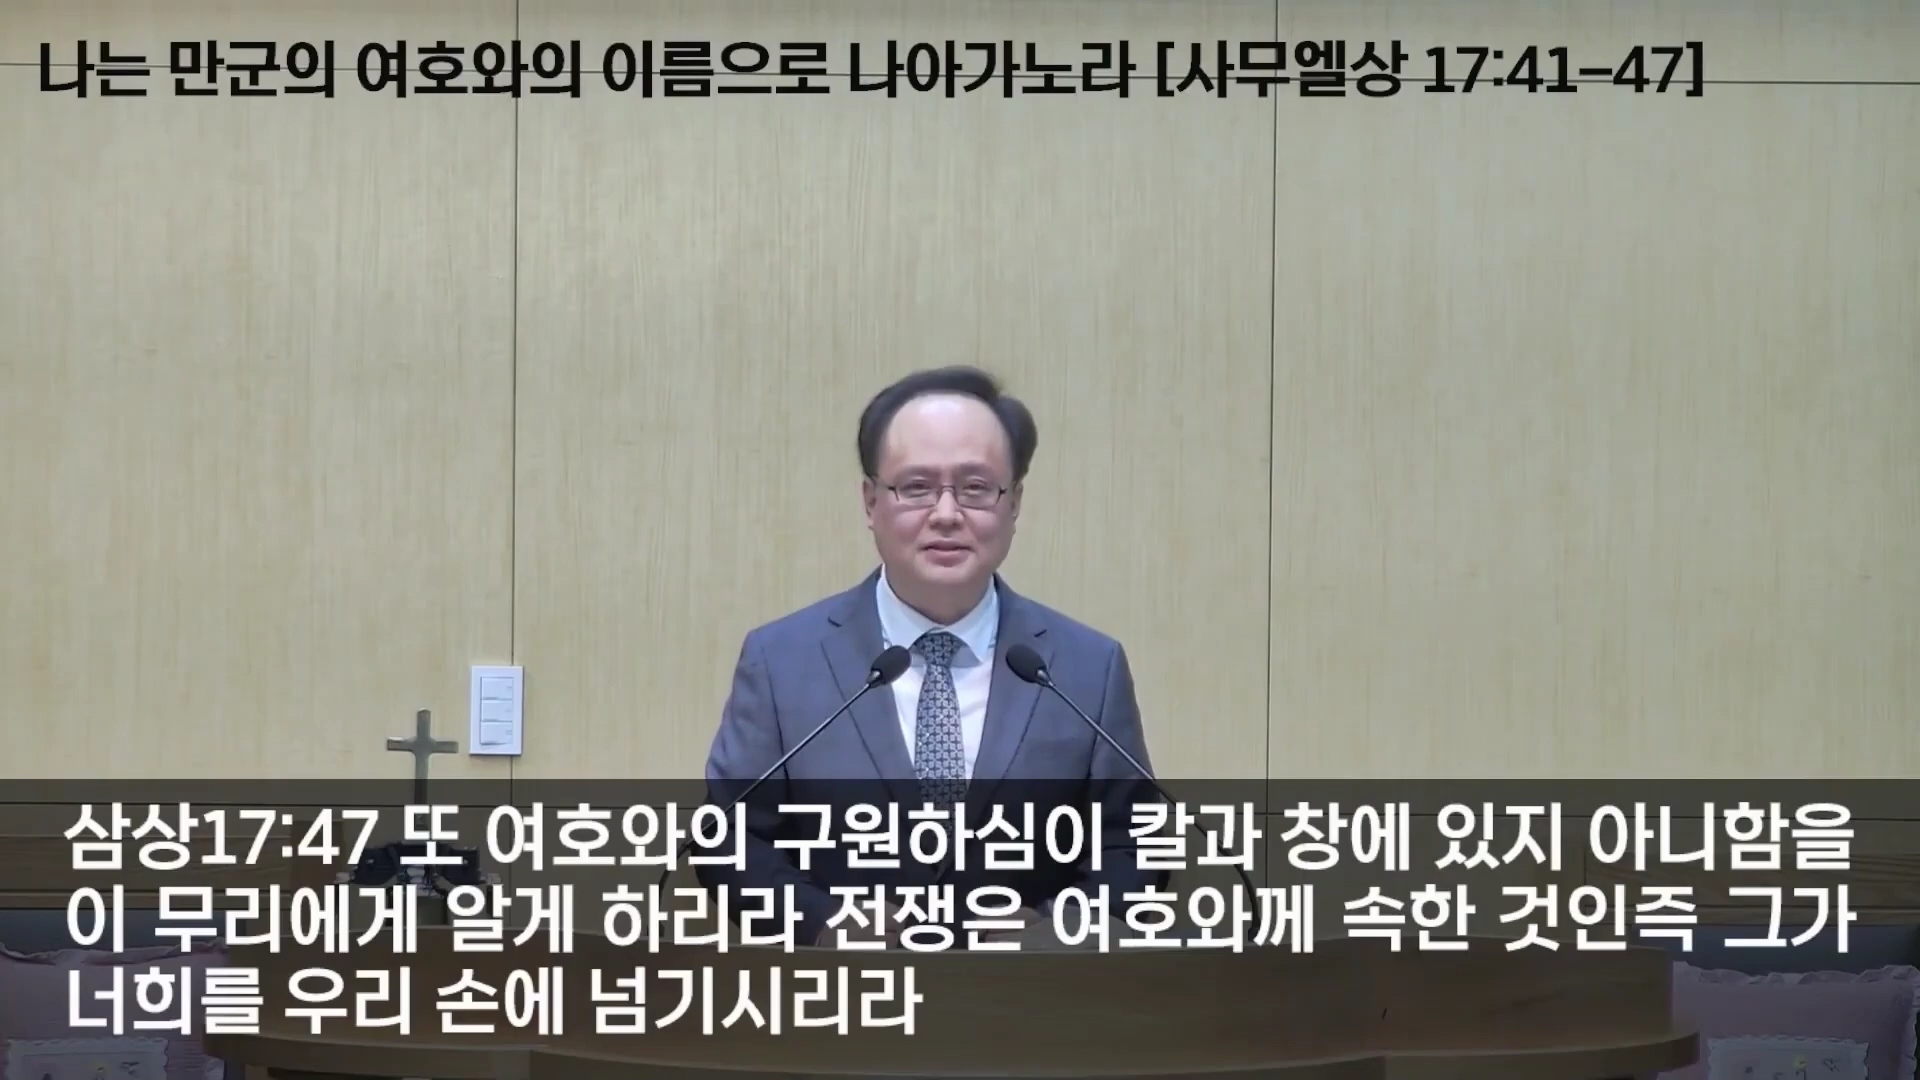 나는 만군의 여호와의 이름으로 나아가노라 [사무엘상 17:41-47]
삼상17:47 또 여호와의 구원하심이 칼과 창에 있지 아니함을
이 무리에게 알게 하리라 전쟁은 여호와께 속한 것인즉 그가
너희를 우리 손에 넘기시리라